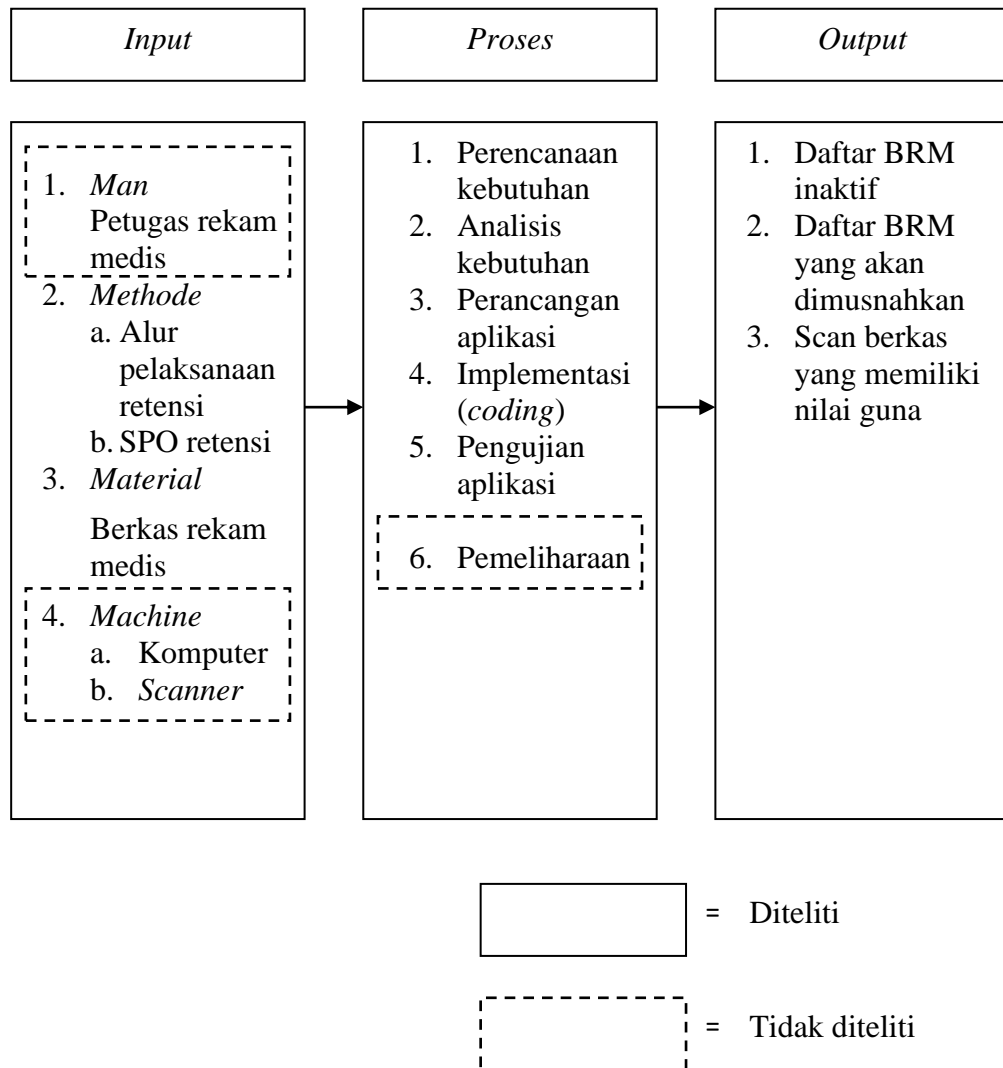 Input
Proses
Output
1. Man
Petugas rekam
medis
2. Methode
a. Alur
pelaksanaan
retensi
b. SPO retensi
3. Material
Berkas rekam
medis
4. Machine
a. Komputer
b. Scanner
1. Perencanaan
kebutuhan
2. Analisis
kebutuhan
3. Perancangan
aplikasi
4. Implementasi
(coding)
5. Pengujian
aplikasi
6. Pemeliharaan
1. Daftar BRM
inaktif
2. Daftar BRM
yang akan
dimusnahkan
3. Scan berkas
yang memiliki
nilai guna
= Diteliti
= Tidak diteliti